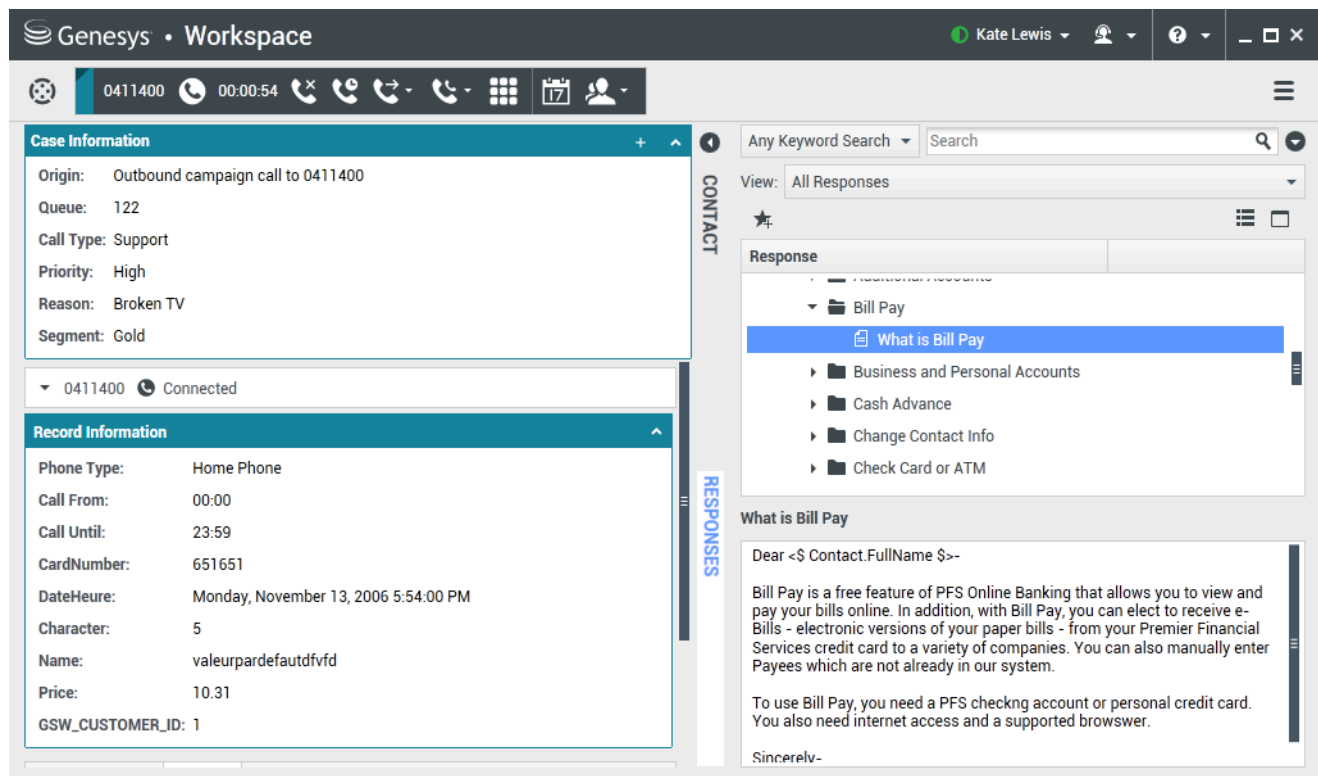 Genesys • Workspace
Kate Lewis
0411400 00:00:54
17
Case Information
Origin: Outbound campaign call to 0411400
Queue: 122
Call Type: Support
Priority: High
Reason: Broken TV
Segment: Gold
0411400 Connected
Record Information
Phone Type: Home Phone
Call From: 00:00
Call Until: 23:59
CardNumber: 651651
DateHeure: Monday, November 13, 2006 5:54:00 PM
Character: 5
Name: valeurpardefautdfvfd
Price: 10.31
GSW_CUSTOMER_ID: 1
CONTACT
RESPONSES
Any Keyword Search Search
View: All Responses
Response
Additional Accounts
Bill Pay
What is Bill Pay
Business and Personal Accounts
Cash Advance
Change Contact Info
Check Card or ATM
What is Bill Pay
Dear <$ Contact.FullName $>-
Bill Pay is a free feature of PFS Online Banking that allows you to view and
pay your bills online. In addition, with Bill Pay, you can elect to receive e-
Bills - electronic versions of your paper bills - from your Premier Financial
Services credit card to a variety of companies. You can also manually enter
Payees which are not already in our system.
To use Bill Pay, you need a PFS checkng account or personal credit card.
You also need internet access and a supported browswer.
Sincerely-